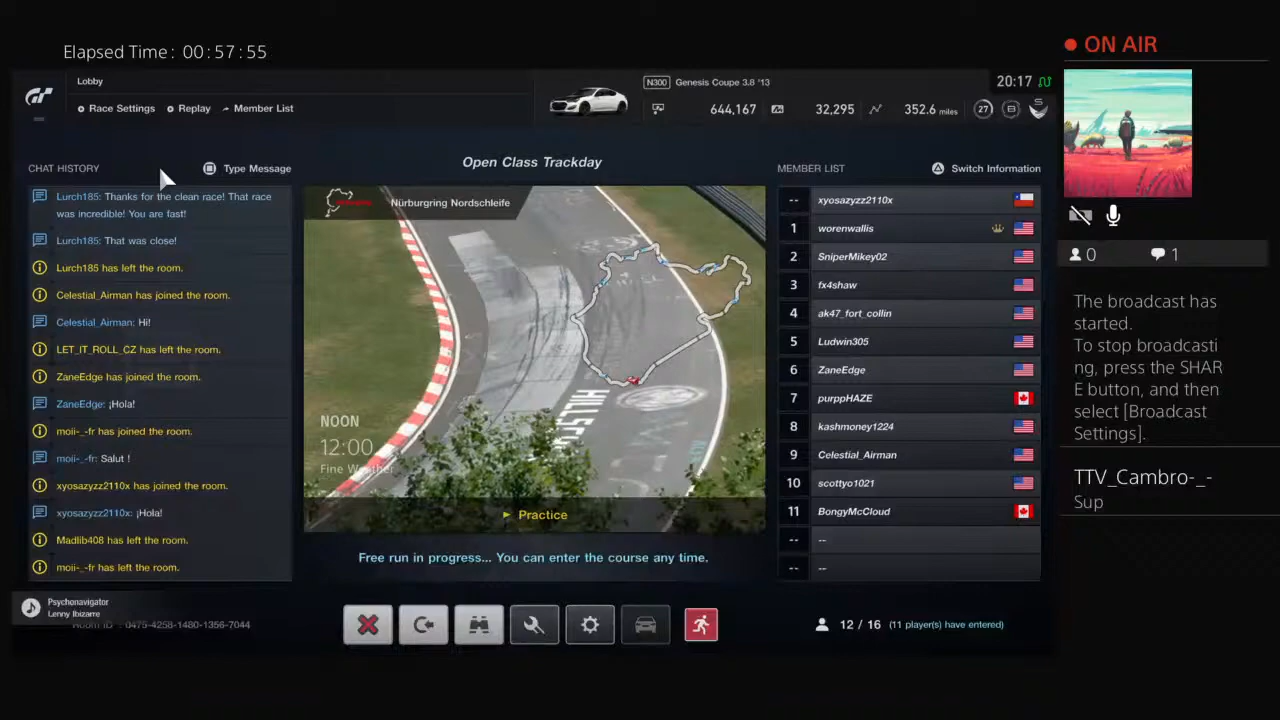 Elapsed Time: 00:57:55
ON AIR
Lobby
Race Settings
Replay
Member List
N300
Genesis Coupe 3.8 '13
644,167
32,295
352.6 miles
20:17
27
B
S
CHAT HISTORY
Type Message
Open Class Trackday
MEMBER LIST
Switch Information
Lurch185: Thanks for the clean race! That race
was incredible! You are fast!
Lurch185: That was close!
Lurch185 has left the room.
Celestial_Airman has joined the room.
Celestial_Airman: Hi!
LET_IT_ROLL_CZ has left the room.
ZaneEdge has joined the room.
ZaneEdge: ¡Hola!
moii-_-fr has joined the room.
moii-_-fr: Salut !
xyosazyzz2110x has joined the room.
xyosazyzz2110x: ¡Hola!
Madlib408 has left the room.
moii-_-fr has left the room.
Psychonavigator
Lenny Ibizarre
Room ID : 0475-4258-1480-1356-7044
Nürburgring Nordschleife
NOON
12:00
Fine Weather
Practice
Free run in progress... You can enter the course any time.
-- xyosazyzz2110x
1 worenwallis
2 SniperMikey02
3 fx4shaw
4 ak47_fort_collin
5 Ludwin305
6 ZaneEdge
7 purppHAZE
8 kashmoney1224
9 Celestial_Airman
10 scottyo1021
11 BongyMcCloud
-- --
-- --
12 / 16 (11 player(s) have entered)
0 1
The broadcast has
started.
To stop broadcasti
ng, press the SHAR
E button, and then
select [Broadcast
Settings].
TTV_Cambro-_-
Sup